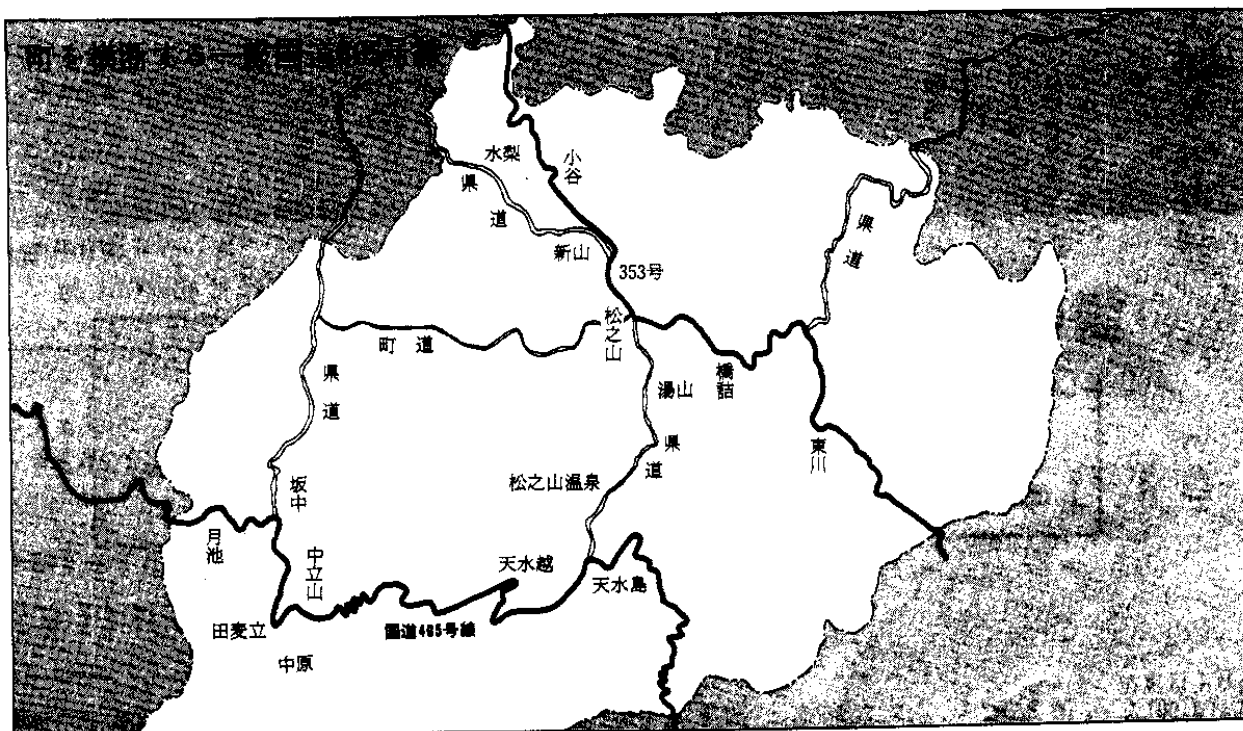 水梨
小谷
県道
新山
353号
県道
松之山
町道
橋詰
湯山
県道
県道
東川
松之山温泉
坂中
月池
中立山
天水越
天水島
田麦立
国道405号線
中原